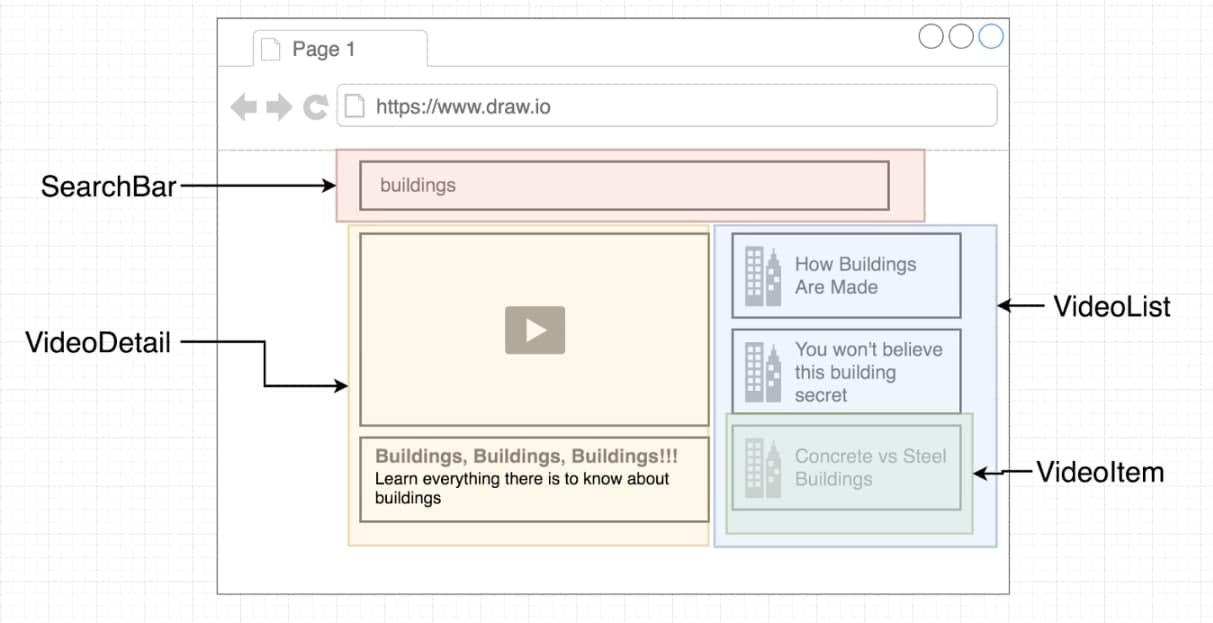 Page 1
https://www.draw.io
SearchBar
buildings
VideoDetail
Buildings, Buildings, Buildings!!!
Learn everything there is to know about
buildings
How Buildings
Are Made
You won't believe
this building
secret
Concrete vs Steel
Buildings
VideoList
VideoItem